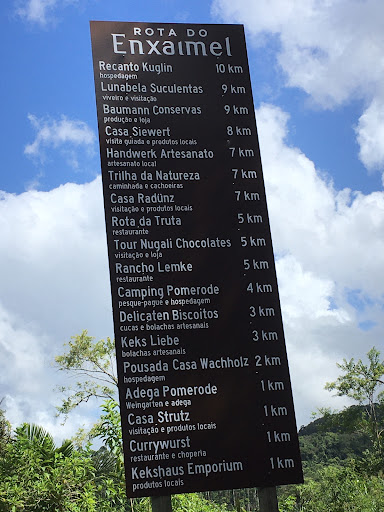 ROTA DO
Enxaimel
Recanto Kuglin 10 km
hospedagem
Lunabela Suculentas 9 km
viveiro e visitação
Baumann Conservas 9 km
produção e loja
Casa Siewert 8 km
visita guiada e produtos locais
Handwerk Artesanato 7 km
artesanato local
Trilha da Natureza 7 km
caminhada e cachoeiras
Casa Radünz 7 km
visitação e produtos locais
Rota da Truta 5 km
restaurante
Tour Nugali Chocolates 5 km
visitação e loja
Rancho Lemke 5 km
restaurante
Camping Pomerode 4 km
pesque-pague e hospedagem
Delicaten Biscoitos 3 km
cucas e bolachas artesanais
Keks Liebe 3 km
bolachas artesanais
Pousada Casa Wachholz 2 km
hospedagem
Adega Pomerode 1 km
Weingarten e adega
Casa Strutz 1 km
visitação e produtos locais
Currywurst 1 km
restaurante e choperia
Kekshaus Emporium 1 km
produtos locais